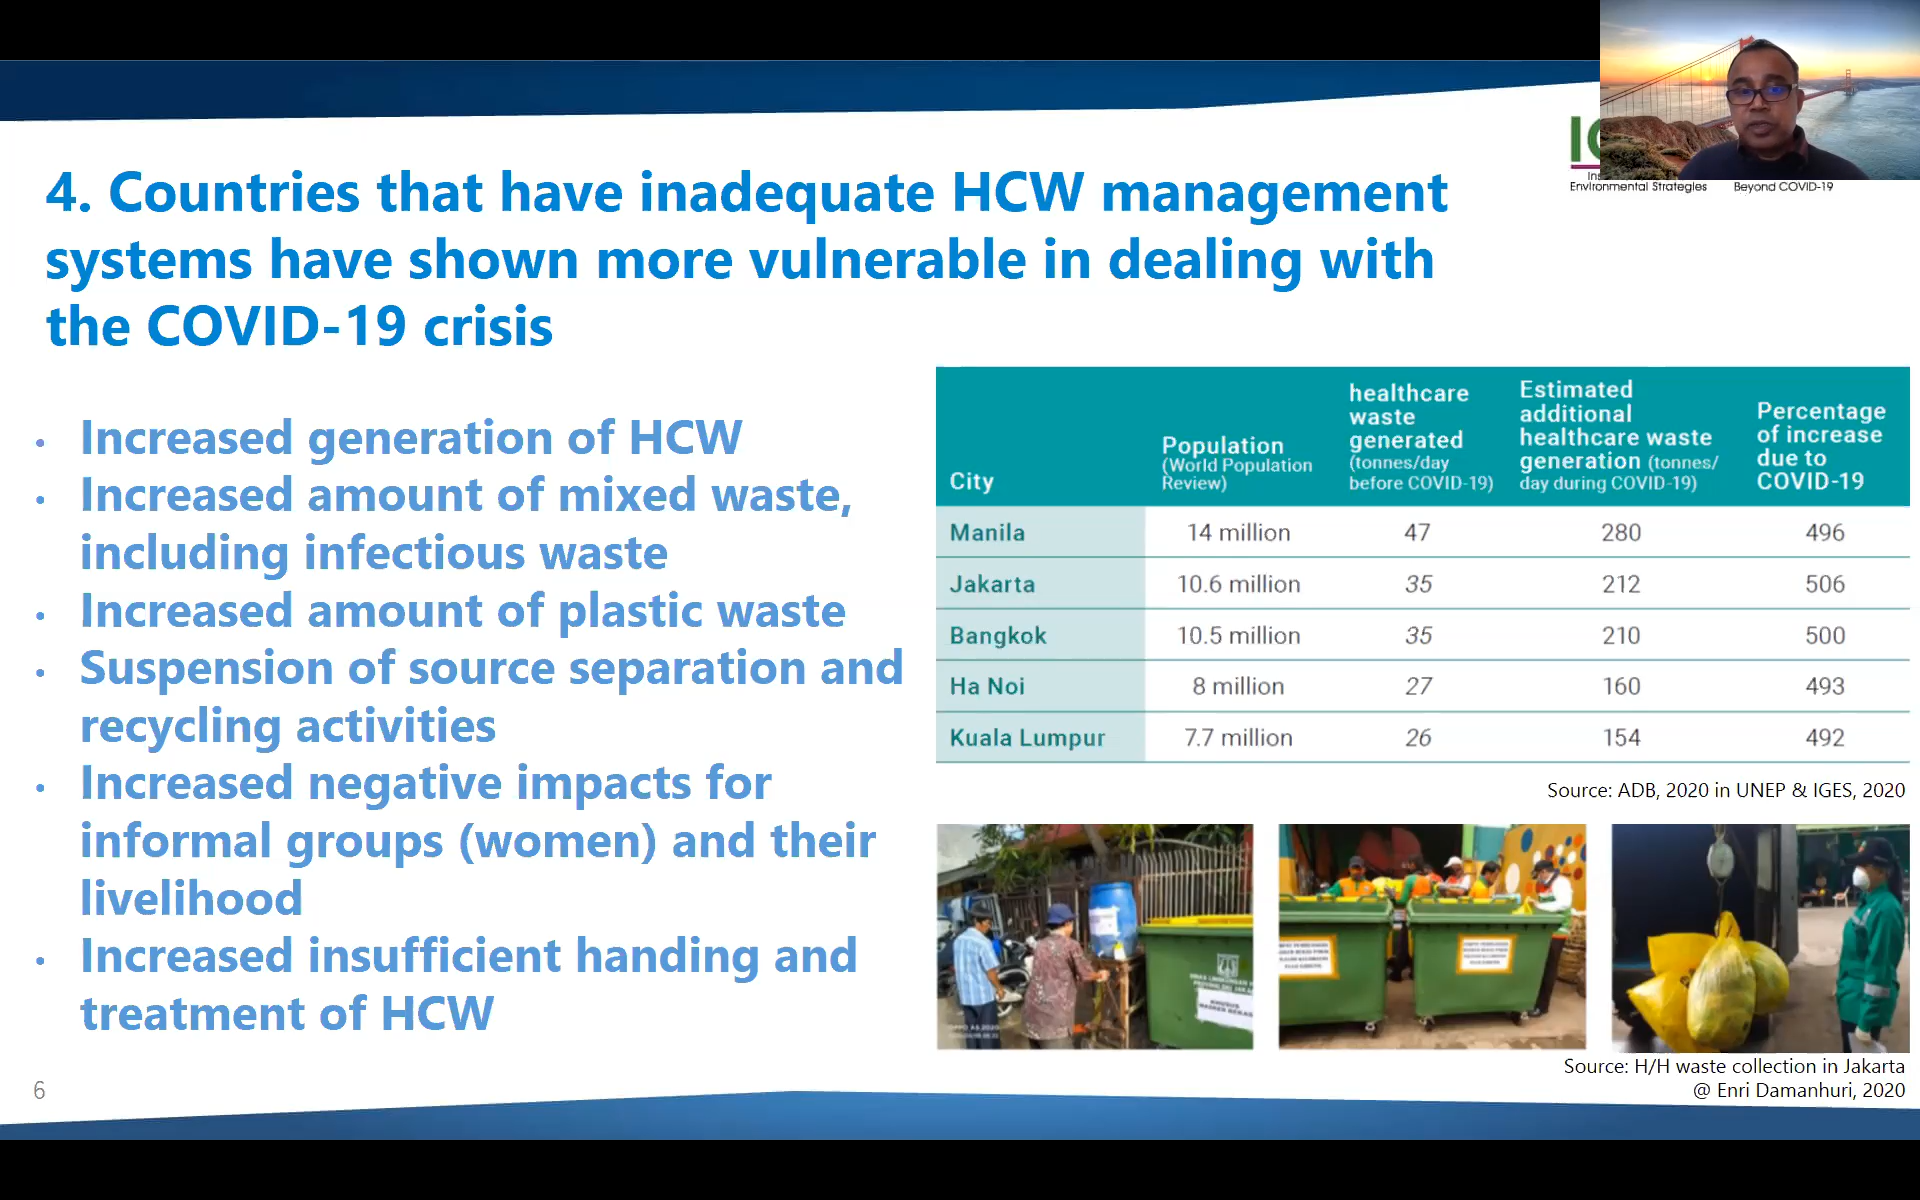 4. Countries that have inadequate HCW management
systems have shown more vulnerable in dealing with
the COVID-19 crisis
Environmental Strategies
Beyond COVID-19
• Increased generation of HCW
• Increased amount of mixed waste,
including infectious waste
• Increased amount of plastic waste
• Suspension of source separation and
recycling activities
• Increased negative impacts for
informal groups (women) and their
livelihood
• Increased insufficient handing and
treatment of HCW
City
Population
(World Population
Review)
healthcare
waste
generated
(tonnes/day
before COVID-19)
Estimated
additional
healthcare waste
generation (tonnes/
day during COVID-19)
Percentage
of increase
due to
COVID-19
Manila 14 million 47 280 496
Jakarta 10.6 million 35 212 506
Bangkok 10.5 million 35 210 500
Ha Noi 8 million 27 160 493
Kuala Lumpur 7.7 million 26 154 492
Source: ADB, 2020 in UNEP & IGES, 2020
Source: H/H waste collection in Jakarta
@ Enri Damanhuri, 2020
6